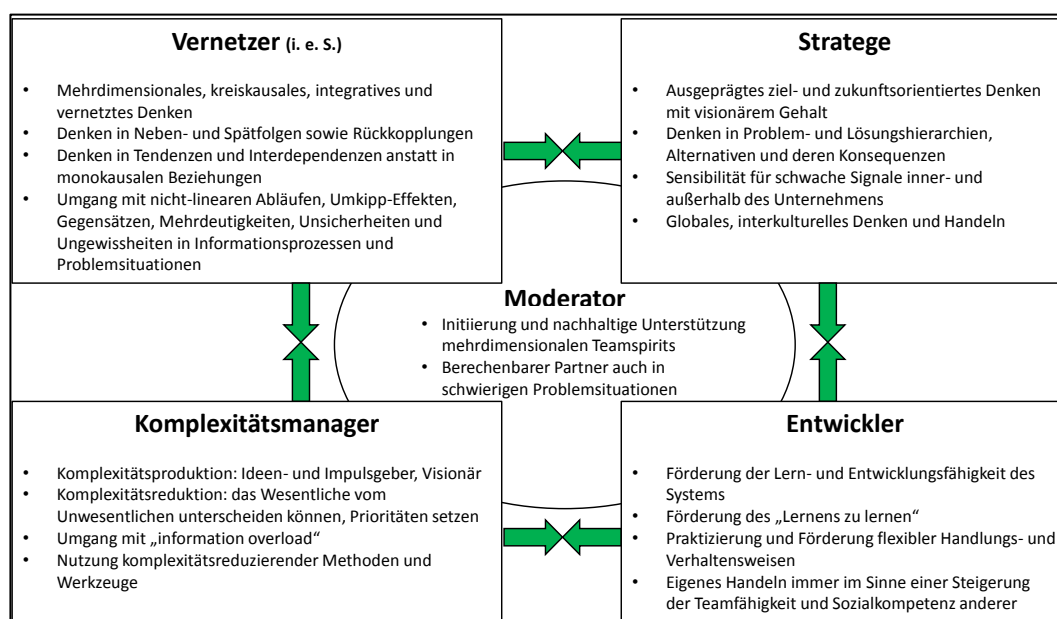 Vernetzer (i. e. S.)
• Mehrdimensionales, kreiskausales, integratives und
vernetztes Denken
• Denken in Neben- und Spätfolgen sowie Rückkopplungen
• Denken in Tendenzen und Interdependenzen anstatt in
monokausalen Beziehungen
• Umgang mit nicht-linearen Abläufen, Umkipp-Effekten,
Gegensätzen, Mehrdeutigkeiten, Unsicherheiten und
Ungewissheiten in Informationsprozessen und
Problemsituationen
Stratege
• Ausgeprägtes ziel- und zukunftsorientiertes Denken
mit visionärem Gehalt
• Denken in Problem- und Lösungshierarchien,
Alternativen und deren Konsequenzen
• Sensibilität für schwache Signale inner- und
außerhalb des Unternehmens
• Globales, interkulturelles Denken und Handeln
Moderator
• Initiierung und nachhaltige Unterstützung
mehrdimensionalen Teamspirits
• Berechenbarer Partner auch in
schwierigen Problemsituationen
Komplexitätsmanager
• Komplexitätsproduktion: Ideen- und Impulsgeber, Visionär
• Komplexitätsreduktion: das Wesentliche vom
Unwesentlichen unterscheiden können, Prioritäten setzen
• Umgang mit „information overload“
• Nutzung komplexitätsreduzierender Methoden und
Werkzeuge
Entwickler
• Förderung der Lern- und Entwicklungsfähigkeit des
Systems
• Förderung des „Lernens zu lernen“
• Praktizierung und Förderung flexibler Handlungs- und
Verhaltensweisen
• Eigenes Handeln immer im Sinne einer Steigerung
der Teamfähigkeit und Sozialkompetenz anderer